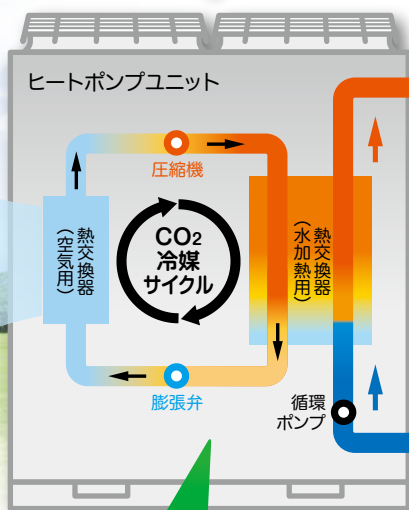 ヒートポンプユニット
圧縮機
熱交換器
(空気用)
CO2
冷媒
サイクル
熱交換器
(水加熱用)
膨張弁
循環
ポンプ